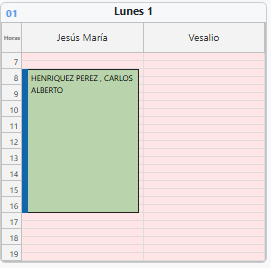 01 Lunes 1
Horas Jesús María Vesalio
7
8 HENRIQUEZ PEREZ , CARLOS
9 ALBERTO
10
11
12
13
14
15
16
17
18
19